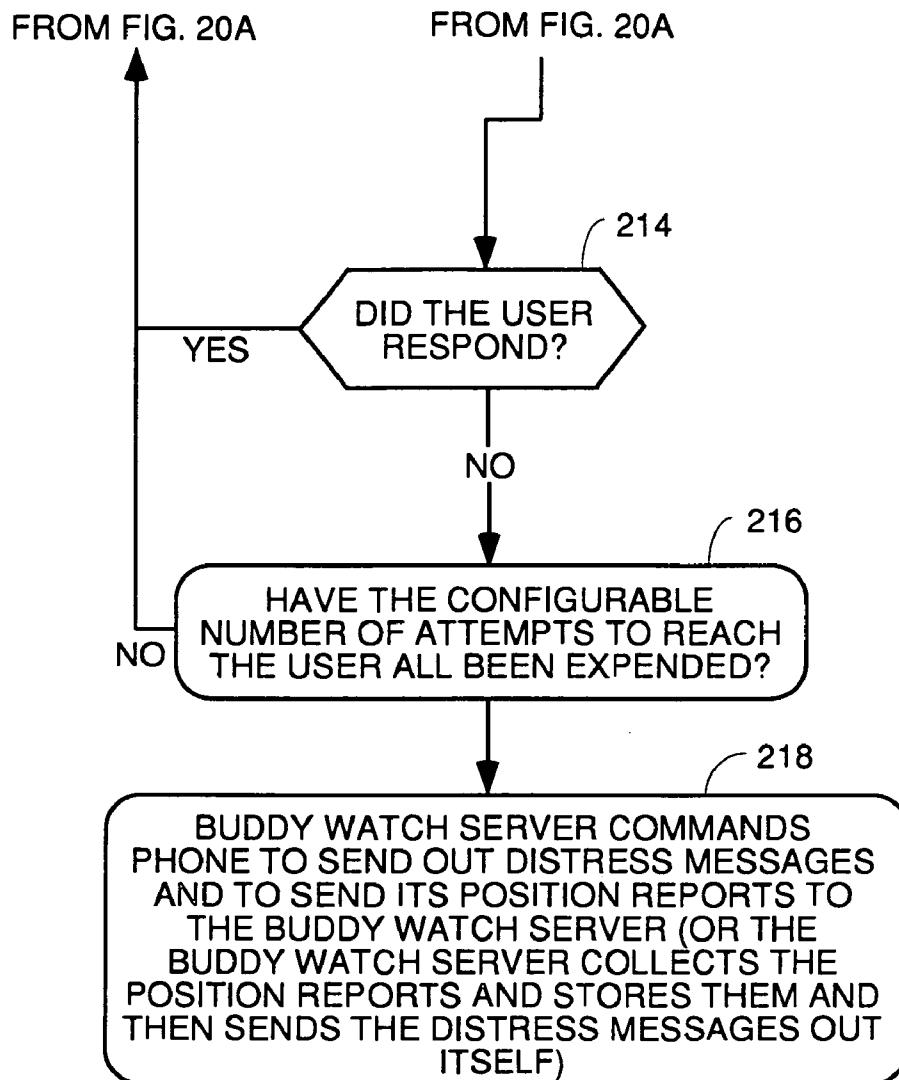 FROM FIG. 20A
FROM FIG. 20A
214
DID THE USER
RESPOND?
YES
NO
216
HAVE THE CONFIGURABLE
NUMBER OF ATTEMPTS TO REACH
THE USER ALL BEEN EXPENDED?
NO
218
BUDDY WATCH SERVER COMMANDS
PHONE TO SEND OUT DISTRESS MESSAGES
AND TO SEND ITS POSITION REPORTS TO
THE BUDDY WATCH SERVER (OR THE
BUDDY WATCH SERVER COLLECTS THE
POSITION REPORTS AND STORES THEM AND
THEN SENDS THE DISTRESS MESSAGES OUT
ITSELF)